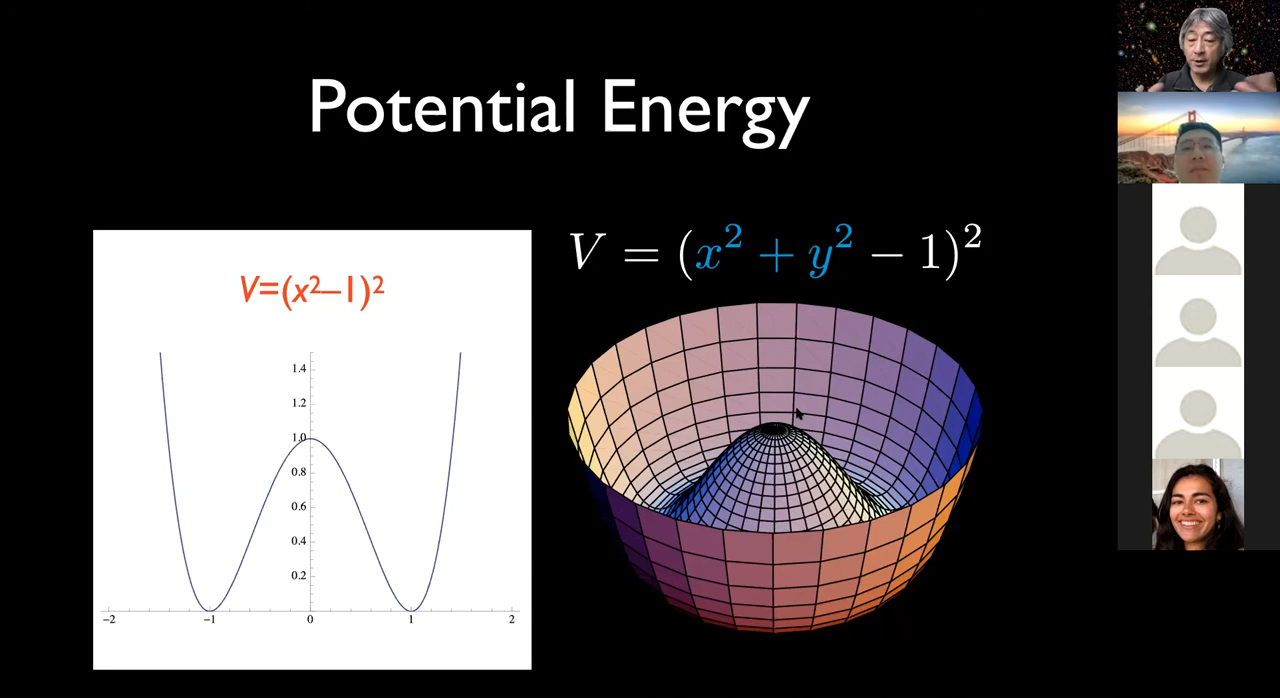 Potential Energy
V=(x²–1)²
V = (x² + y² − 1)²
1.4
1.2
1.0
0.8
0.6
0.4
0.2
−2 −1 0 1 2